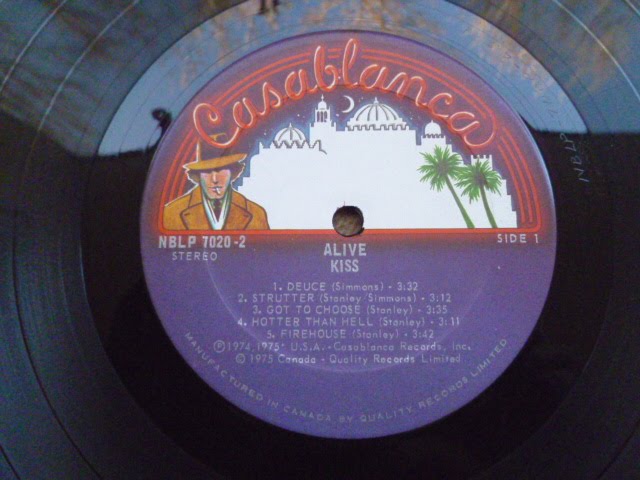 Casablanca
NBLP 7020-2
STEREO
SIDE 1
ALIVE
KISS
1. DEUCE (Simmons) - 3:32
2. STRUTTER (Stanley/Simmons) - 3:12
3. GOT TO CHOOSE (Stanley) - 3:35
4. HOTTER THAN HELL (Stanley) - 3:11
5. FIREHOUSE (Stanley) - 3:42
Ⓟ 1974, 1975 U.S.A. - Casablanca Records, Inc.
© 1975 Canada - Quality Records Limited
MANUFACTURED IN CANADA BY QUALITY RECORDS LIMITED
NBLP